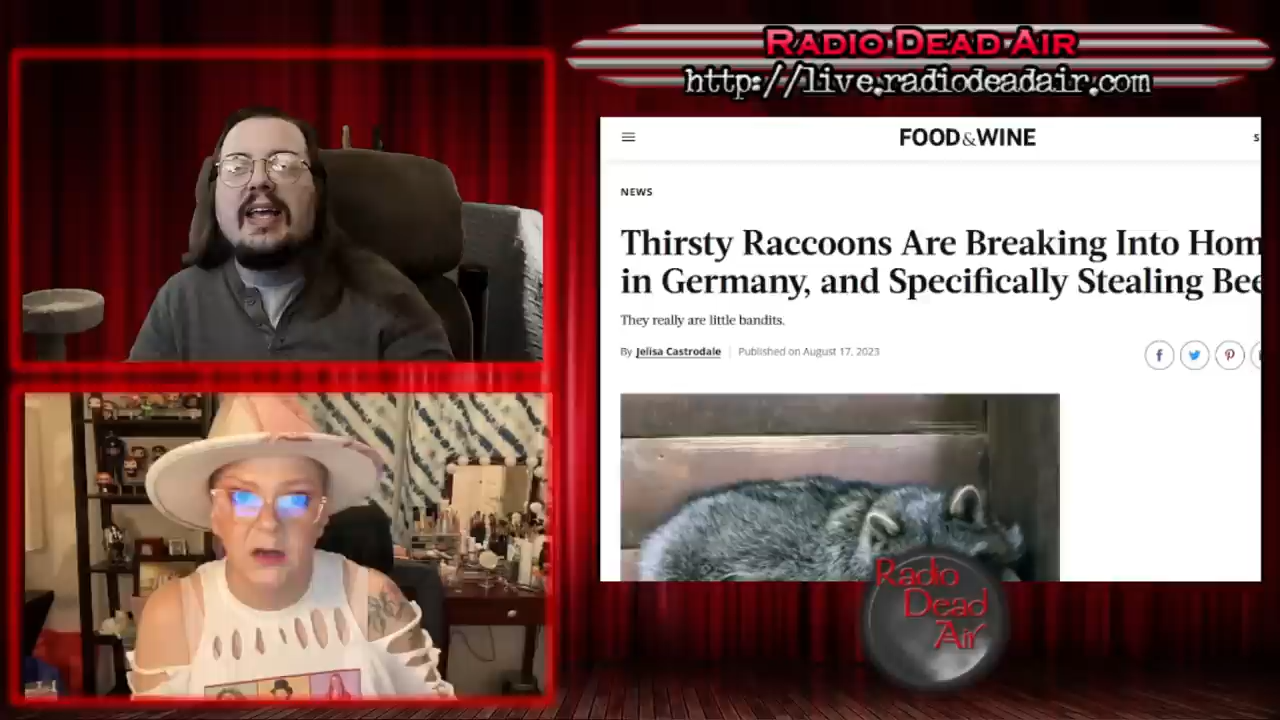 RADIO DEAD AIR
http://live.radiodeadair.com
FOOD&WINE
S
NEWS
Thirsty Raccoons Are Breaking Into Hom
in Germany, and Specifically Stealing Bee
They really are little bandits.
By Jelisa Castrodale | Published on August 17, 2023
Radio
Dead
Air